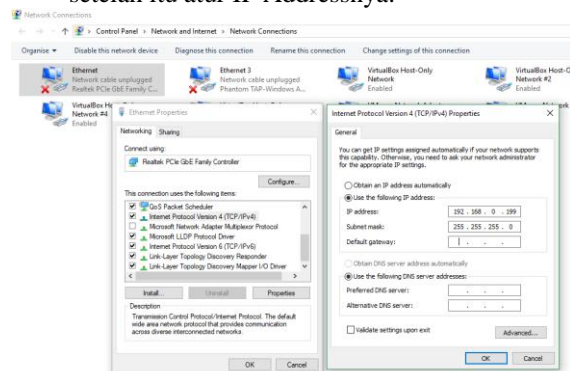 setelah itu atur IP Addressnya.
Network Connections
Control Panel > Network and Internet > Network Connections
Organise Disable this network device Diagnose this connection Rename this connection Change settings of this connection
Ethernet
Network cable unplugged
Realtek PCIe GbE Family C...
Ethernet 3
Network cable unplugged
Phantom TAP-Windows A...
VirtualBox Host-Only
Network
Enabled
VirtualBox Host-O
Network #2
Enabled
VirtualBox H
Network #4
Enabled
Ethernet Properties
Networking Sharing
Connect using:
Realtek PCIe GbE Family Controller
Configure...
This connection uses the following items:
QoS Packet Scheduler
Internet Protocol Version 4 (TCP/IPv4)
Microsoft Network Adapter Multiplexor Protocol
Microsoft LLDP Protocol Driver
Internet Protocol Version 6 (TCP/IPv6)
Link-Layer Topology Discovery Responder
Link-Layer Topology Discovery Mapper I/O Driver
Install... Uninstall Properties
Description
Transmission Control Protocol/Internet Protocol. The default
wide area network protocol that provides communication
across diverse interconnected networks.
OK Cancel
Internet Protocol Version 4 (TCP/IPv4) Properties
General
You can get IP settings assigned automatically if your network supports
this capability. Otherwise, you need to ask your network administrator
for the appropriate IP settings.
Obtain an IP address automatically
Use the following IP address:
IP address: 192 . 168 . 0 . 199
Subnet mask: 255 . 255 . 255 . 0
Default gateway: . . .
Obtain DNS server address automatically
Use the following DNS server addresses:
Preferred DNS server: . . .
Alternative DNS server: . . .
Validate settings upon exit
Advanced...
OK Cancel